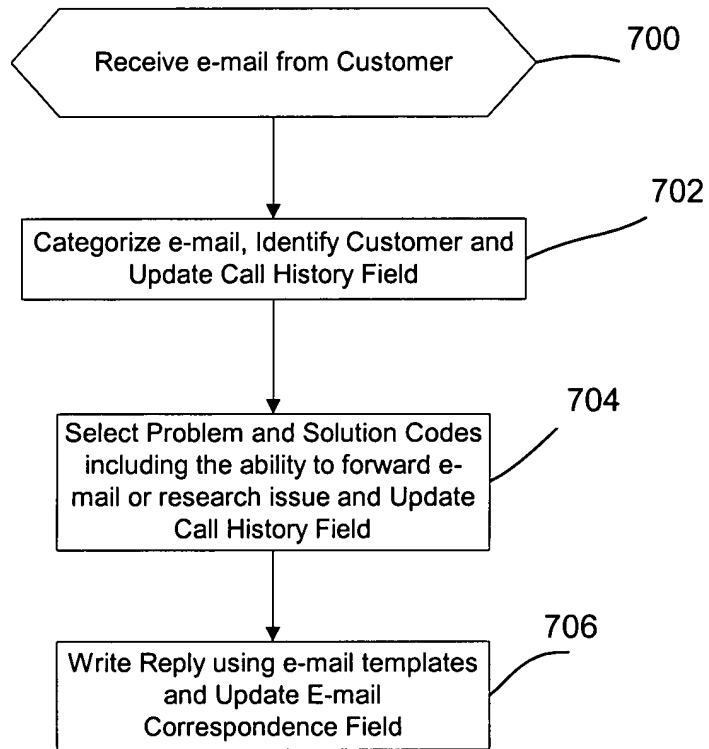 Receive e-mail from Customer
700
702
Categorize e-mail, Identify Customer and
Update Call History Field
704
Select Problem and Solution Codes
including the ability to forward e-
mail or research issue and Update
Call History Field
706
Write Reply using e-mail templates
and Update E-mail
Correspondence Field